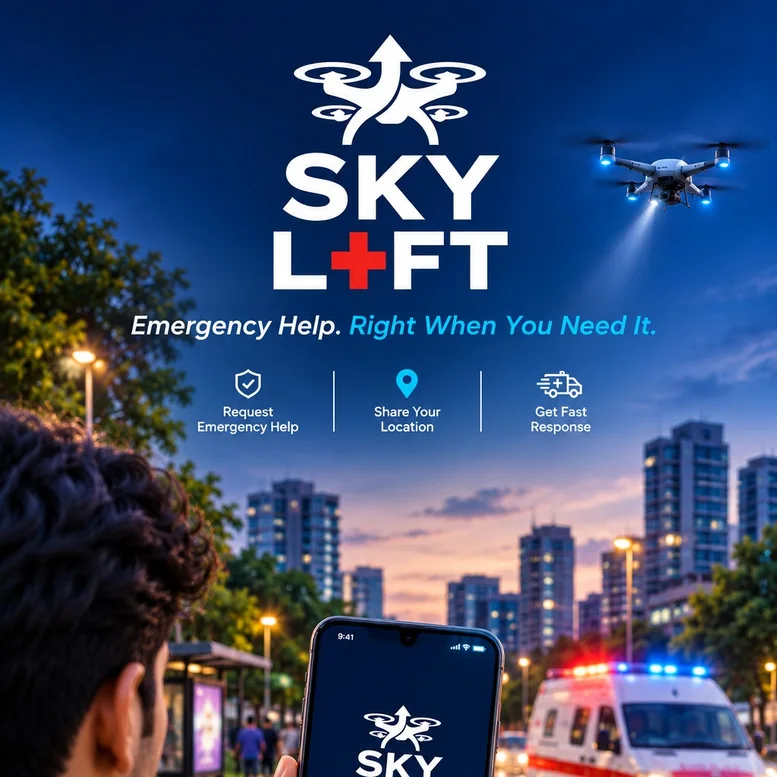 SKY
L+FT
Emergency Help. Right When You Need It.
Request
Emergency Help
Share Your
Location
Get Fast
Response
9:41
SKY